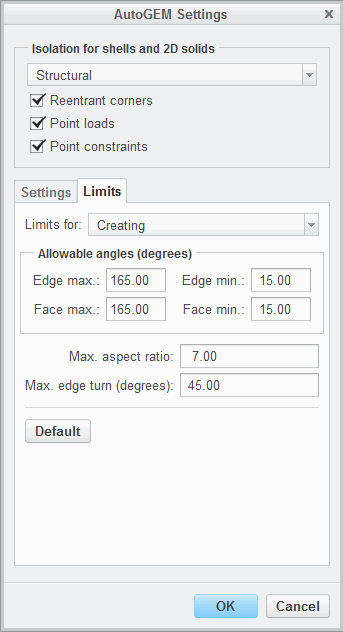 AutoGEM Settings x
Isolation for shells and 2D solids
Structural
Reentrant corners
Point loads
Point constraints
Settings Limits
Limits for: Creating
Allowable angles (degrees)
Edge max.: 165.00 Edge min.: 15.00
Face max.: 165.00 Face min.: 15.00
Max. aspect ratio: 7.00
Max. edge turn (degrees): 45.00
Default
OK Cancel